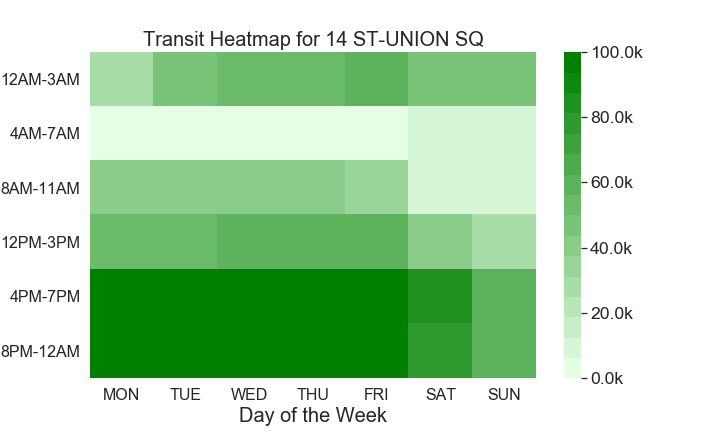 Transit Heatmap for 14 ST-UNION SQ
12AM-3AM
4AM-7AM
8AM-11AM
12PM-3PM
4PM-7PM
8PM-12AM
MON TUE WED THU FRI SAT SUN
Day of the Week
100.0k
80.0k
60.0k
40.0k
20.0k
0.0k